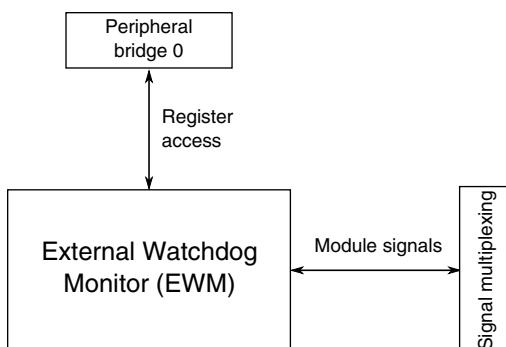 Peripheral
bridge 0
Register
access
External Watchdog
Monitor (EWM)
Module signals
Signal multiplexing